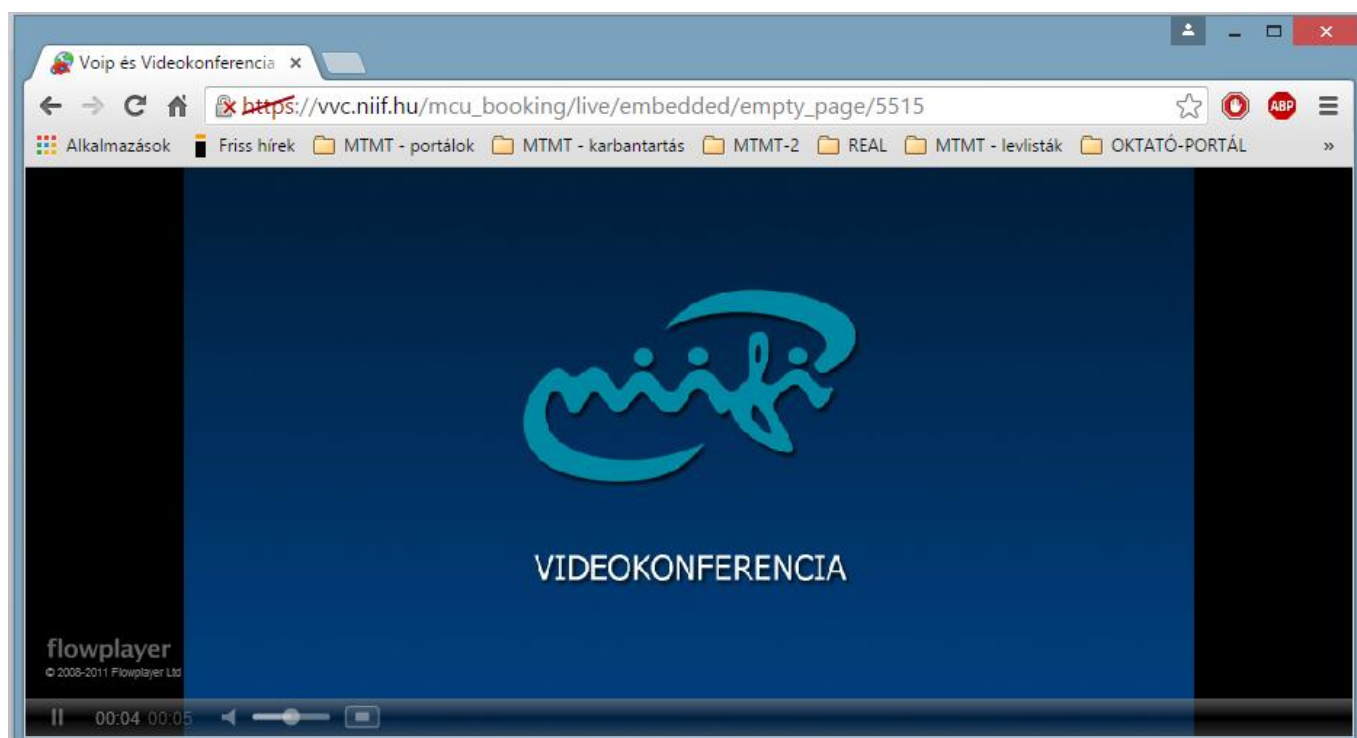 Voip és Videokonferencia
https://vvc.niif.hu/mcu_booking/live/embedded/empty_page/5515
ABP
Alkalmazások Friss hírek MTMT - portálok MTMT - karbantartás MTMT-2 REAL MTMT - levlisták OKTATÓ-PORTÁL »
niifi
VIDEOKONFERENCIA
flowplayer
© 2008-2011 Flowplayer Ltd
00:04 00:05